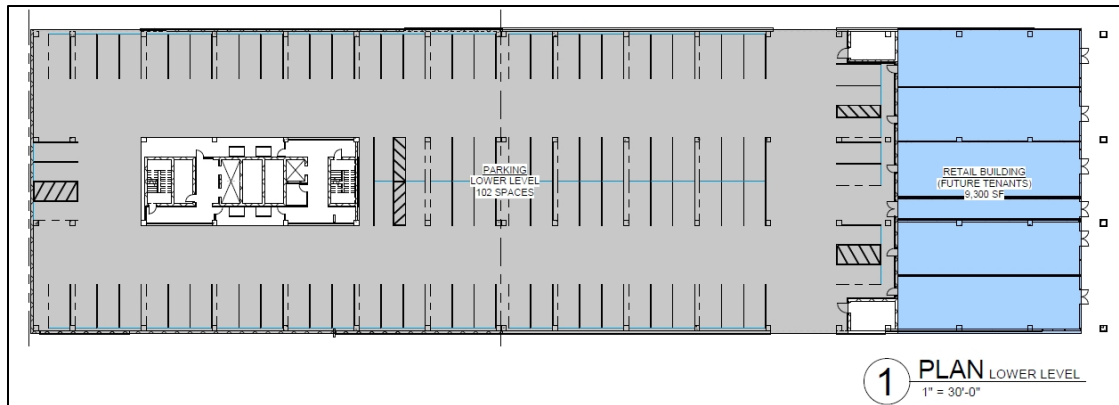 PARKING
LOWER LEVEL
102 SPACES
RETAIL BUILDING
(FUTURE TENANTS)
9,300 SF
1 PLAN LOWER LEVEL
1" = 30'-0"